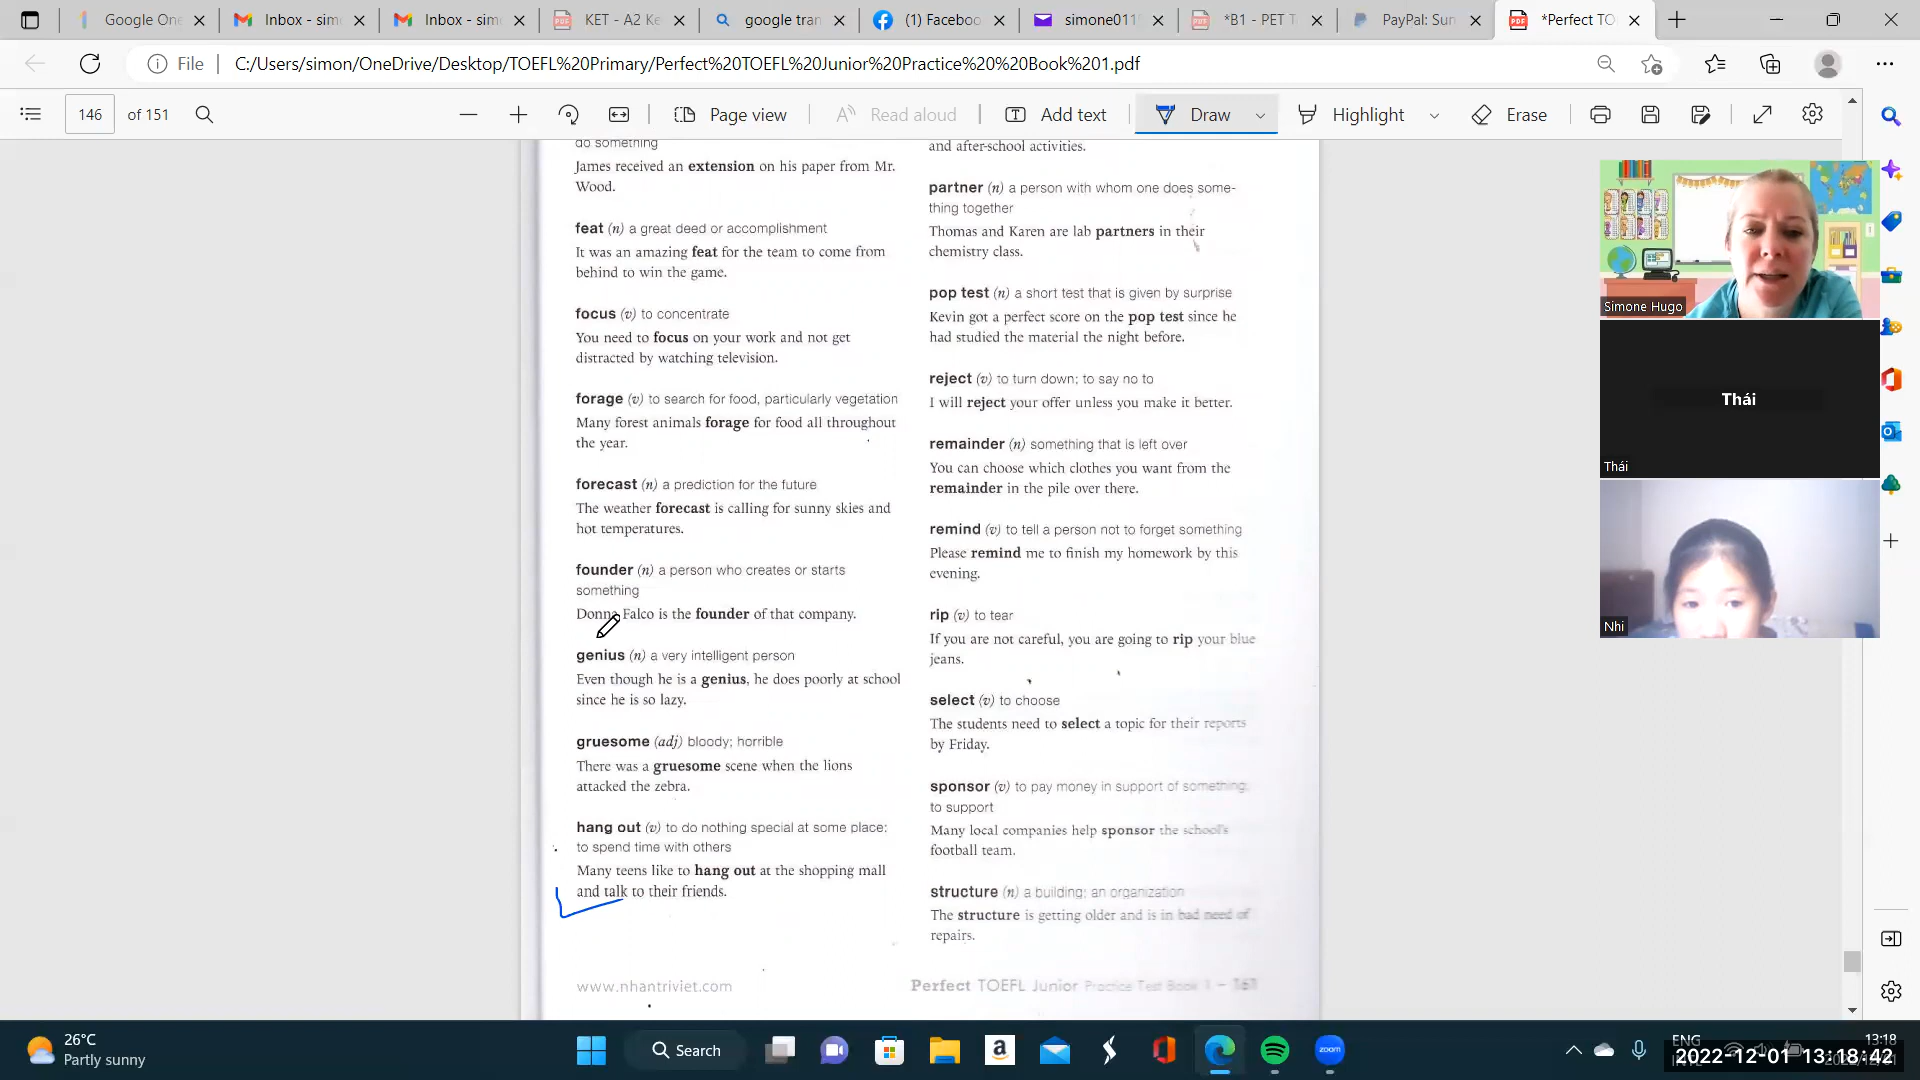 Google One
Inbox - sim
Inbox - sim
KET - A2 Ke
google tran
(1) Faceboo
simone011
*B1 - PET T
PayPal: Sun
*Perfect TO
File
C:/Users/simon/OneDrive/Desktop/TOEFL%20Primary/Perfect%20TOEFL%20Junior%20Practice%20%20Book%201.pdf
146 of 151
Page view
Read aloud
Add text
Draw
Highlight
Erase
do something
James received an extension on his paper from Mr.
Wood.
feat (n) a great deed or accomplishment
It was an amazing feat for the team to come from
behind to win the game.
focus (v) to concentrate
You need to focus on your work and not get
distracted by watching television.
forage (v) to search for food, particularly vegetation
Many forest animals forage for food all throughout
the year.
forecast (n) a prediction for the future
The weather forecast is calling for sunny skies and
hot temperatures.
founder (n) a person who creates or starts
something
Donna Falco is the founder of that company.
genius (n) a very intelligent person
Even though he is a genius, he does poorly at school
since he is so lazy.
gruesome (adj) bloody; horrible
There was a gruesome scene when the lions
attacked the zebra.
hang out (v) to do nothing special at some place;
to spend time with others
Many teens like to hang out at the shopping mall
and talk to their friends.
www.nhantriviet.com
and after-school activities.
partner (n) a person with whom one does some-
thing together
Thomas and Karen are lab partners in their
chemistry class.
pop test (n) a short test that is given by surprise
Kevin got a perfect score on the pop test since he
had studied the material the night before.
reject (v) to turn down; to say no to
I will reject your offer unless you make it better.
remainder (n) something that is left over
You can choose which clothes you want from the
remainder in the pile over there.
remind (v) to tell a person not to forget something
Please remind me to finish my homework by this
evening.
rip (v) to tear
If you are not careful, you are going to rip your blue
jeans.
select (v) to choose
The students need to select a topic for their reports
by Friday.
sponsor (v) to pay money in support of something;
to support
Many local companies help sponsor the school's
football team.
structure (n) a building; an organization
The structure is getting older and is in bad need of
repairs.
Perfect TOEFL Junior Practice Test Book 1 - 161
Simone Hugo
Thái
Thái
Nhi
26°C
Partly sunny
Search
zoom
ENG
13:18
2022-12-01 13:18:42